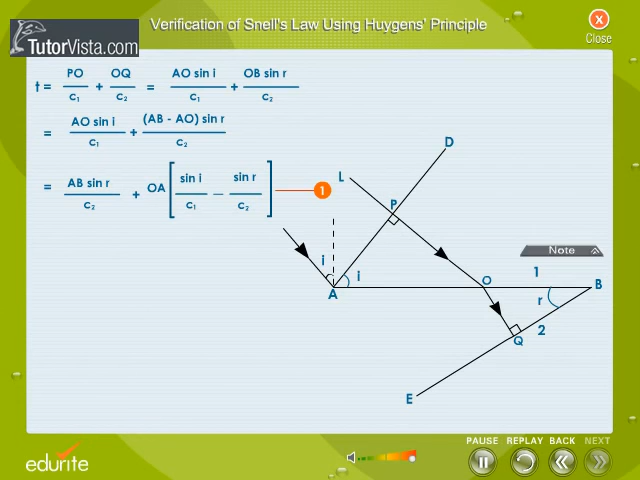 Verification of Snell's Law Using Huygens' Principle
x
Close
TutorVista.com
t = PO/c₁ + OQ/c₂ = AO sin i/c₁ + OB sin r/c₂
= AO sin i/c₁ + (AB - AO) sin r/c₂
= AB sin r/c₂ + OA [ sin i/c₁ − sin r/c₂ ] 1
D
L
P
Note
i
i
1
O
B
A
r
2
Q
E
PAUSE REPLAY BACK NEXT
edurite